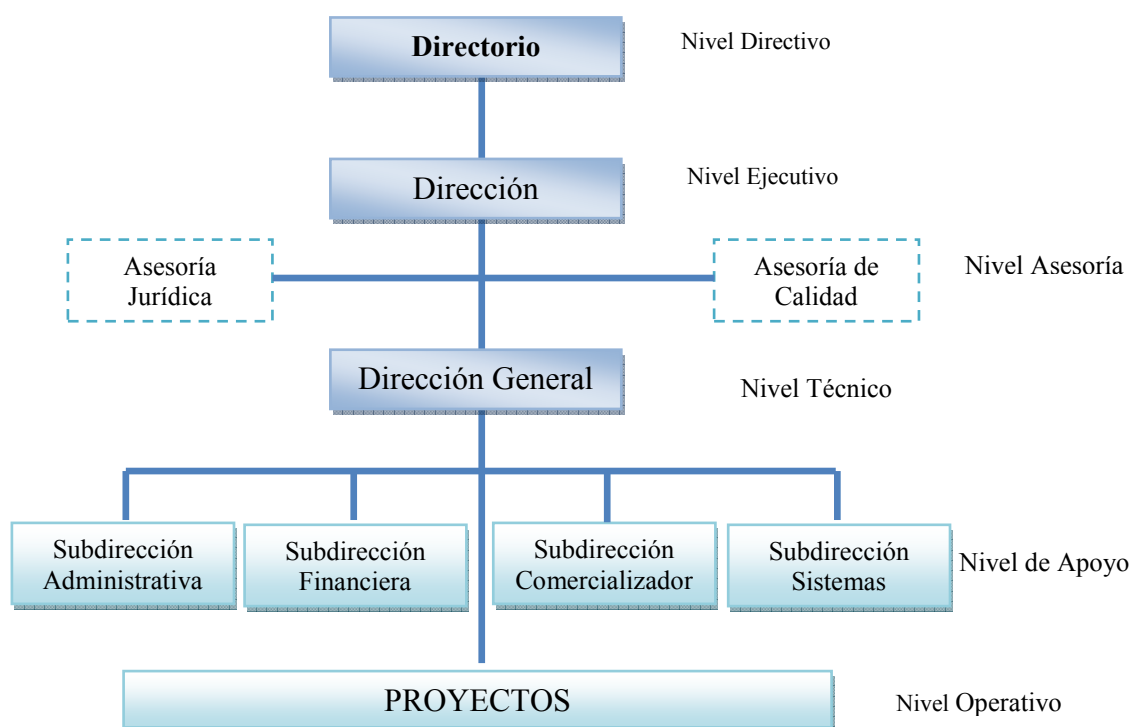 Directorio
Nivel Directivo
Dirección
Nivel Ejecutivo
Asesoría
Jurídica
Asesoría de
Calidad
Nivel Asesoría
Dirección General
Nivel Técnico
Subdirección
Administrativa
Subdirección
Financiera
Subdirección
Comercializador
Subdirección
Sistemas
Nivel de Apoyo
PROYECTOS
Nivel Operativo